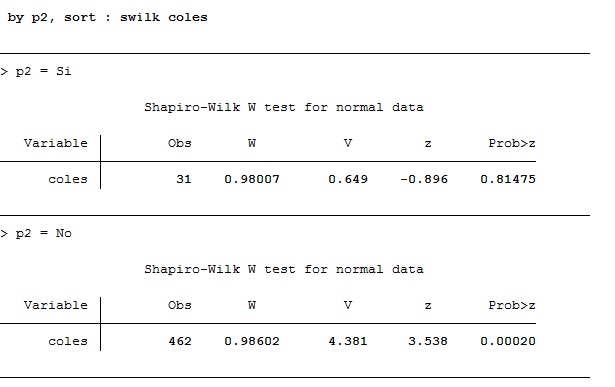 by p2, sort : swilk coles
> p2 = Si
Shapiro-Wilk W test for normal data
Variable Obs W V z Prob>z
coles 31 0.98007 0.649 -0.896 0.81475
> p2 = No
Shapiro-Wilk W test for normal data
Variable Obs W V z Prob>z
coles 462 0.98602 4.381 3.538 0.00020